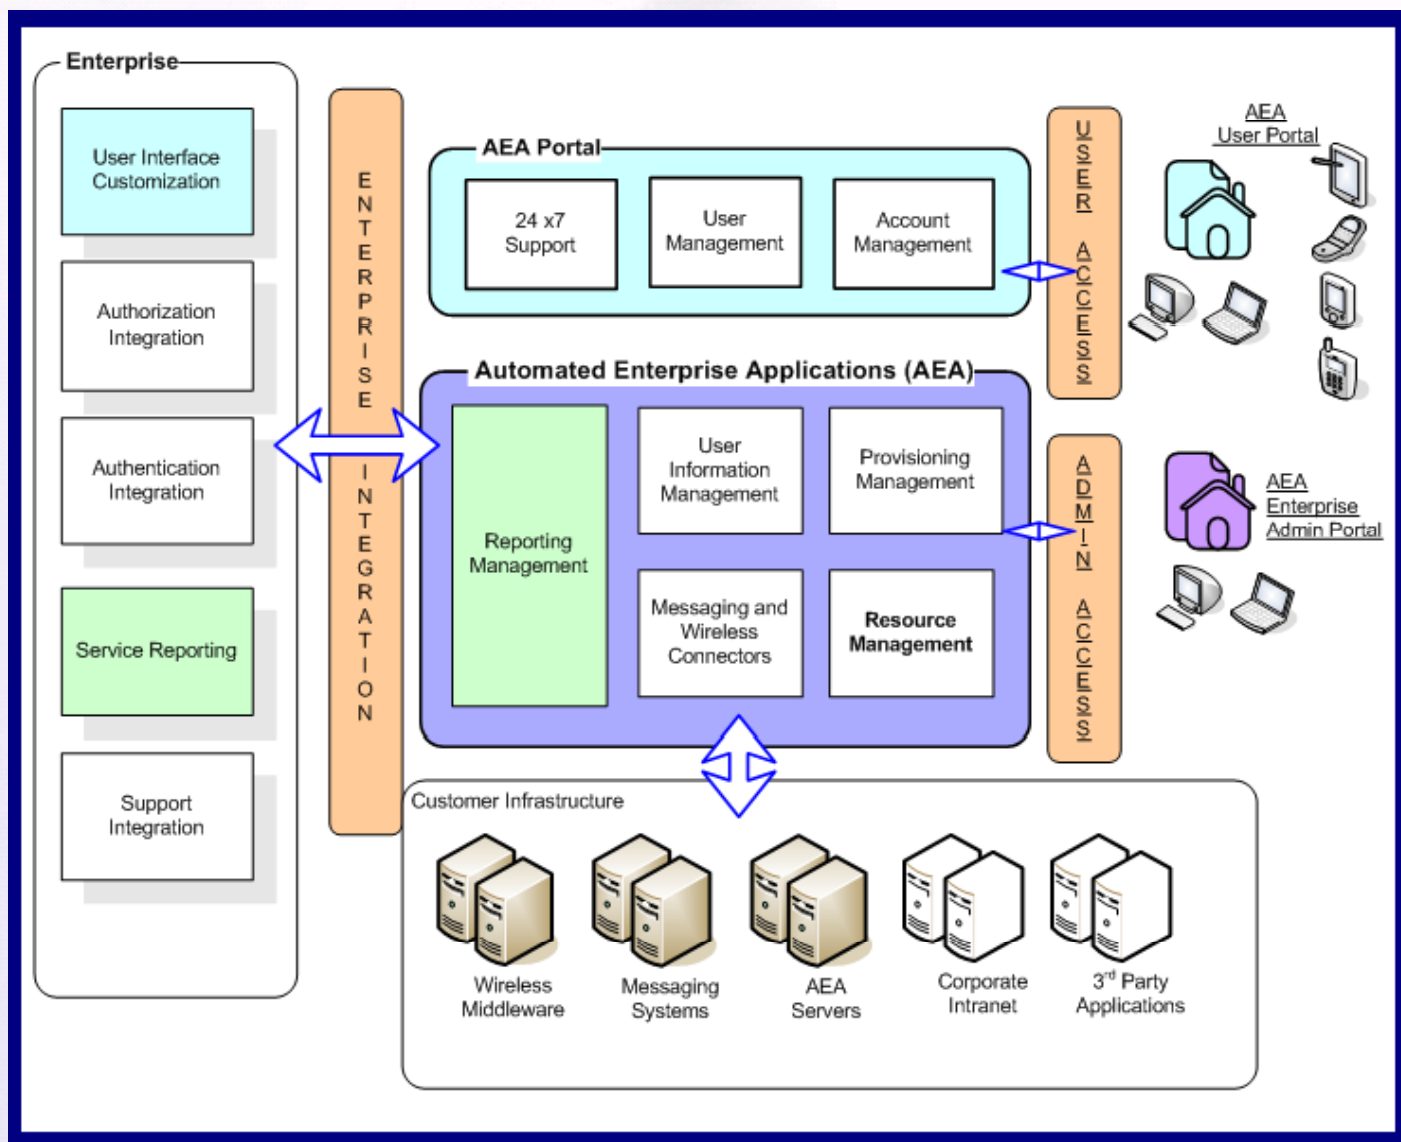 Enterprise
User Interface
Customization
Authorization
Integration
Authentication
Integration
Service Reporting
Support
Integration
ENTERPRISE INTEGRATION
AEA Portal
24 x7
Support
User
Management
Account
Management
Automated Enterprise Applications (AEA)
Reporting
Management
User
Information
Management
Provisioning
Management
Messaging and
Wireless
Connectors
Resource
Management
USER ACCESS
ADMIN ACCESS
AEA
User Portal
AEA
Enterprise
Admin Portal
Customer Infrastructure
Wireless
Middleware
Messaging
Systems
AEA
Servers
Corporate
Intranet
3rd Party
Applications